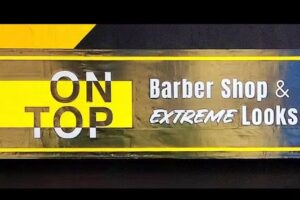 ON
TOP
Barber Shop &
EXTREME Looks